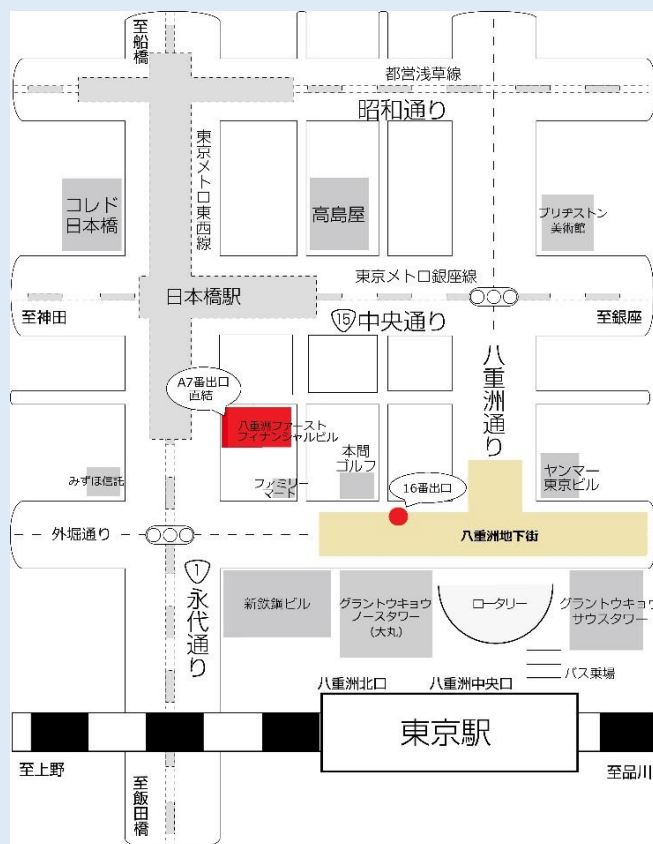 至船橋
都営浅草線
昭和通り
東京メトロ東西線
コレド
日本橋
高島屋
ブリヂストン
美術館
東京メトロ銀座線
日本橋駅
至神田
15
中央通り
至銀座
八重洲通り
A7番出口
直結
八重洲ファースト
フィナンシャルビル
本間
ゴルフ
みずほ信託
ファミリー
マート
16番出口
ヤンマー
東京ビル
外堀通り
八重洲地下街
1
永代通り
新鉃鋼ビル
グラントウキョウ
ノースタワー
(大丸)
ロータリー
グラントウキョウ
サウスタワー
バス乗場
八重洲北口
八重洲中央口
東京駅
至上野
至品川
至飯田橋